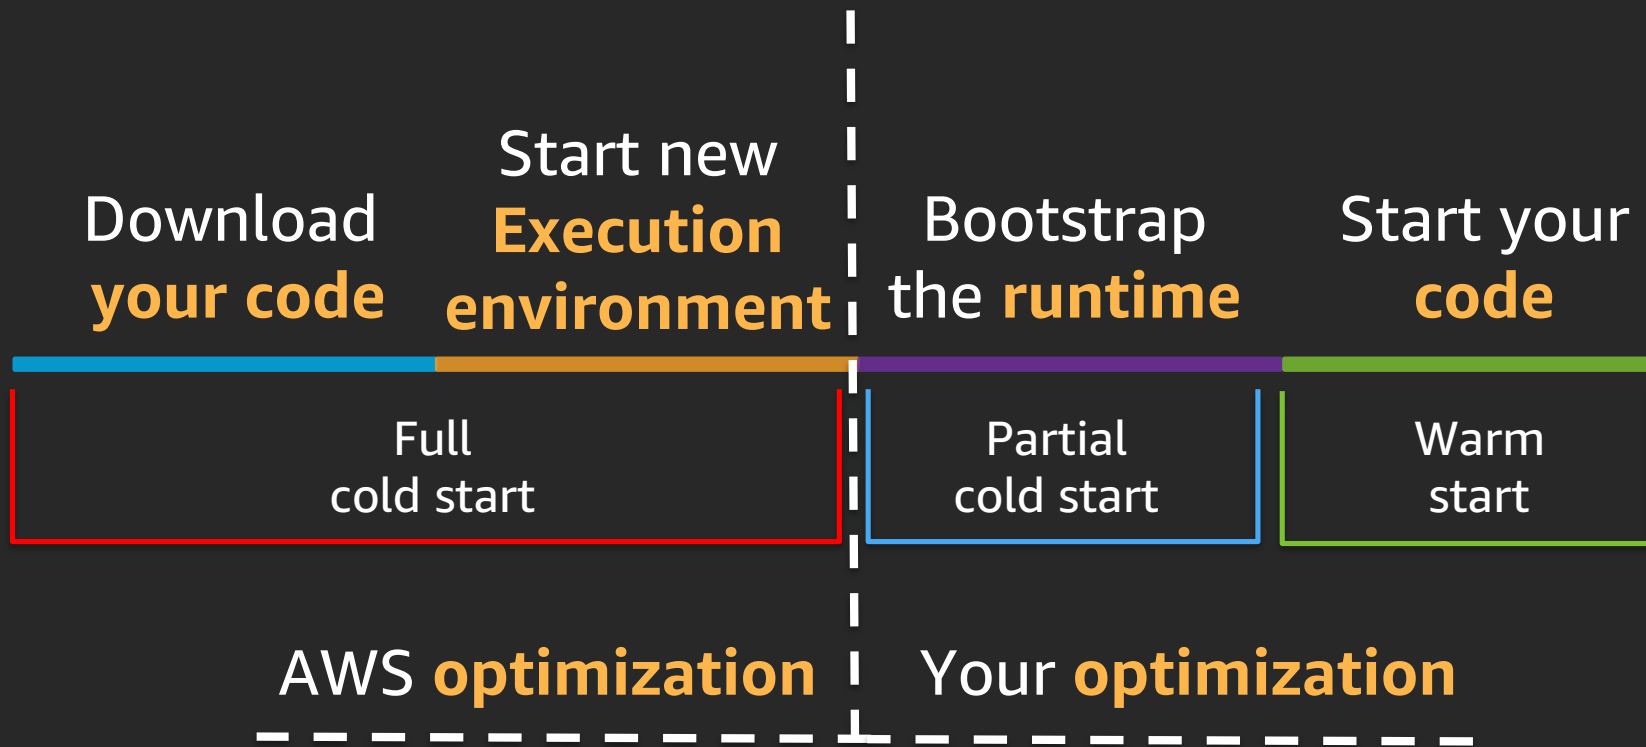 Download
your code
Start new
Execution
environment
Bootstrap
the runtime
Start your
code
Full
cold start
Partial
cold start
Warm
start
AWS optimization
Your optimization